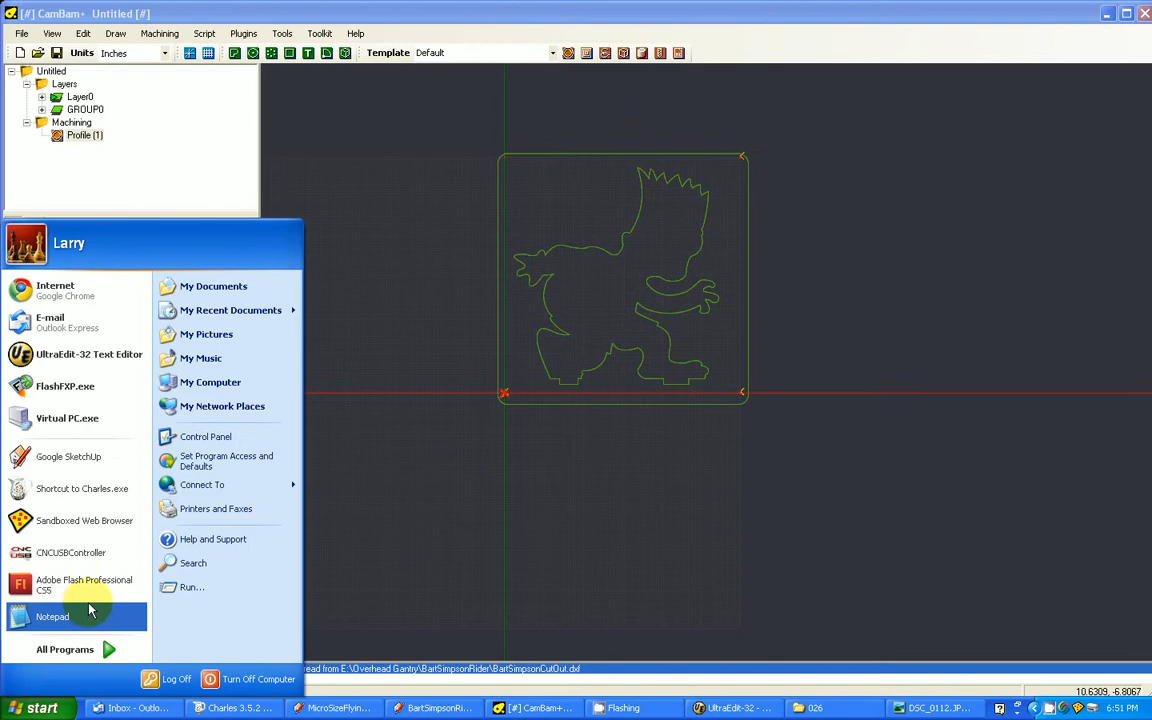 [#] CamBam+  Untitled [#]
File View Edit Draw Machining Script Plugins Tools Toolkit Help
Units Inches Template Default
Untitled
Layers
Layer0
GROUP0
Machining
Profile (1)
Larry
Internet
Google Chrome
E-mail
Outlook Express
UltraEdit-32 Text Editor
FlashFXP.exe
Virtual PC.exe
Google SketchUp
Shortcut to Charles.exe
Sandboxed Web Browser
CNCUSBController
Adobe Flash Professional
CS5
Notepad
All Programs
My Documents
My Recent Documents
My Pictures
My Music
My Computer
My Network Places
Control Panel
Set Program Access and
Defaults
Connect To
Printers and Faxes
Help and Support
Search
Run...
Log Off Turn Off Computer
read from E:\Overhead Gantry\BartSimpsonRider\BartSimpsonCutOut.dxf
10.6309, -6.8067
start Inbox - Outlo... Charles 3.5.2 ... MicroSizeFlyin... BartSimpsonRi... [#] CamBam+... Flashing UltraEdit-32 - ... 026 DSC_0112.JP... 6:51 PM